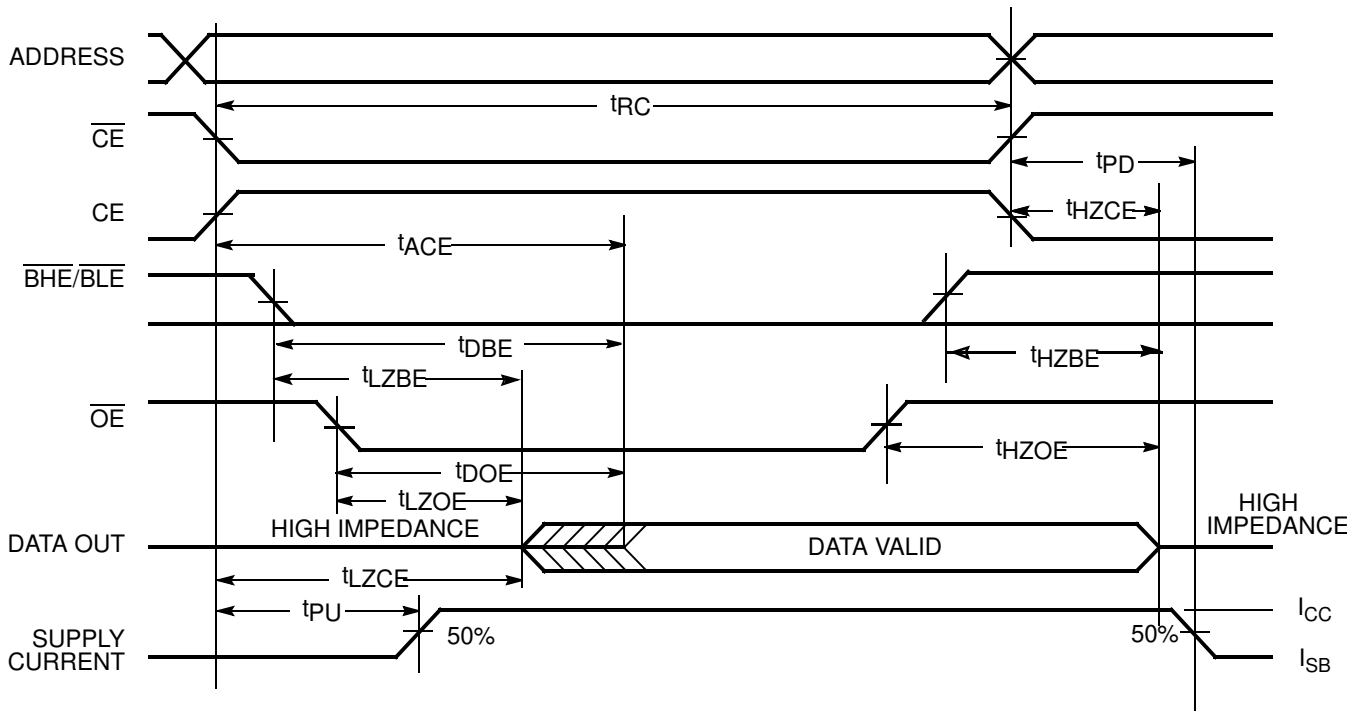 ADDRESS
tRC
CE
tPD
CE
tHZCE
tACE
BHE/BLE
tDBE
tHZBE
tLZBE
OE
tHZOE
tDOE
tLZOE
HIGH IMPEDANCE
HIGH
IMPEDANCE
DATA OUT
DATA VALID
tLZCE
tPU
ICC
SUPPLY
CURRENT
50%
50%
ISB